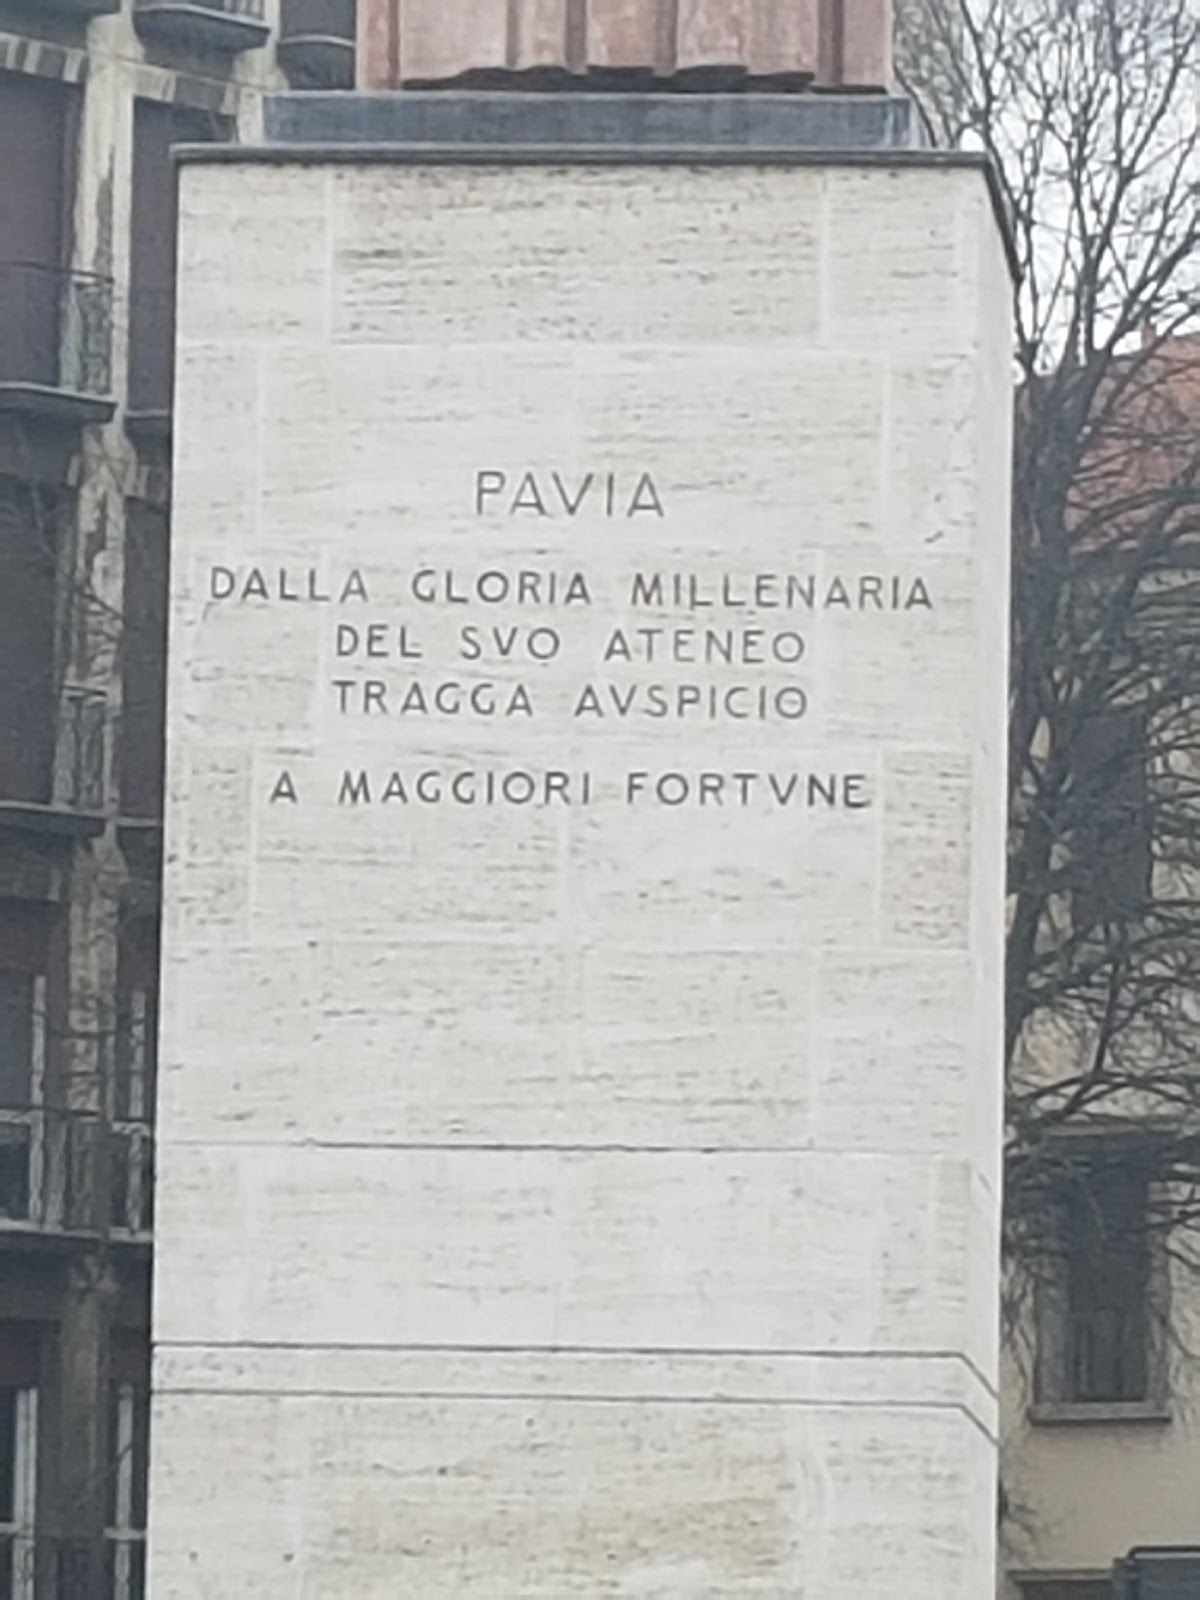 PAVIA
DALLA GLORIA MILLENARIA
DEL SVO ATENEO
TRAGGA AVSPICIO
A MAGGIORI FORTVNE